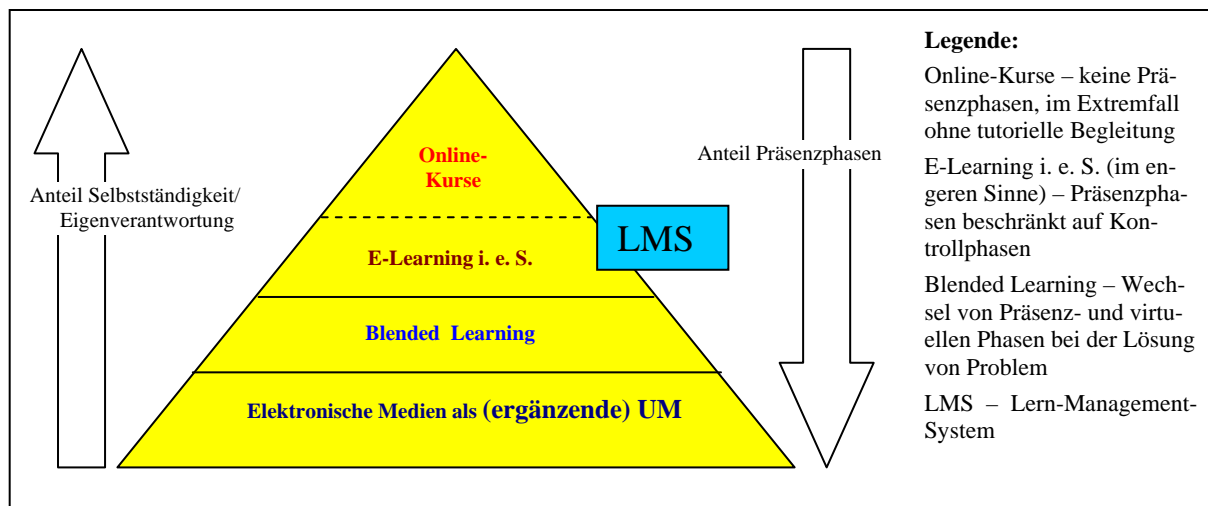 Anteil Selbstständigkeit/
Eigenverantwortung
Online-
Kurse
E-Learning i. e. S.
Blended Learning
Elektronische Medien als (ergänzende) UM
LMS
Anteil Präsenzphasen
Legende:
Online-Kurse – keine Prä-
senzphasen, im Extremfall
ohne tutorielle Begleitung
E-Learning i. e. S. (im en-
geren Sinne) – Präsenzpha-
sen beschränkt auf Kon-
trollphasen
Blended Learning – Wech-
sel von Präsenz- und virtu-
ellen Phasen bei der Lösung
von Problem
LMS – Lern-Management-
System